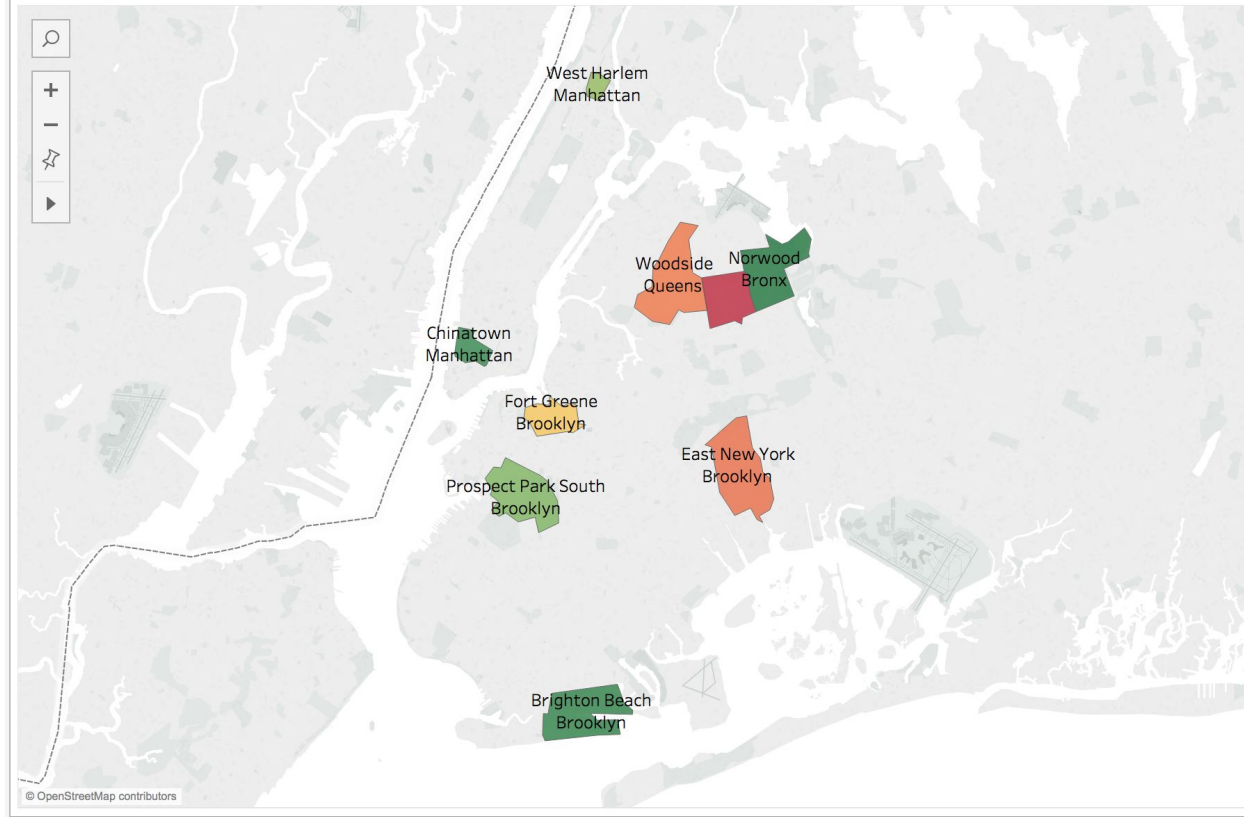 West Harlem
Manhattan
Woodside
Queens
Norwood
Bronx
Chinatown
Manhattan
Fort Greene
Brooklyn
East New York
Brooklyn
Prospect Park South
Brooklyn
Brighton Beach
Brooklyn
© OpenStreetMap contributors